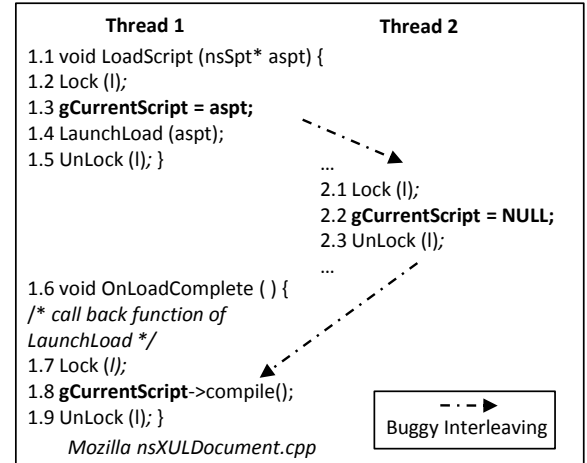 Thread 1
Thread 2
1.1 void LoadScript (nsSpt* aspt) {
1.2 Lock (l);
1.3 gCurrentScript = aspt;
1.4 LaunchLoad (aspt);
1.5 UnLock (l); }
...
2.1 Lock (l);
2.2 gCurrentScript = NULL;
2.3 UnLock (l);
...
1.6 void OnLoadComplete ( ) {
/* call back function of
LaunchLoad */
1.7 Lock (l);
1.8 gCurrentScript->compile();
1.9 UnLock (l); }
Buggy Interleaving
Mozilla nsXULDocument.cpp